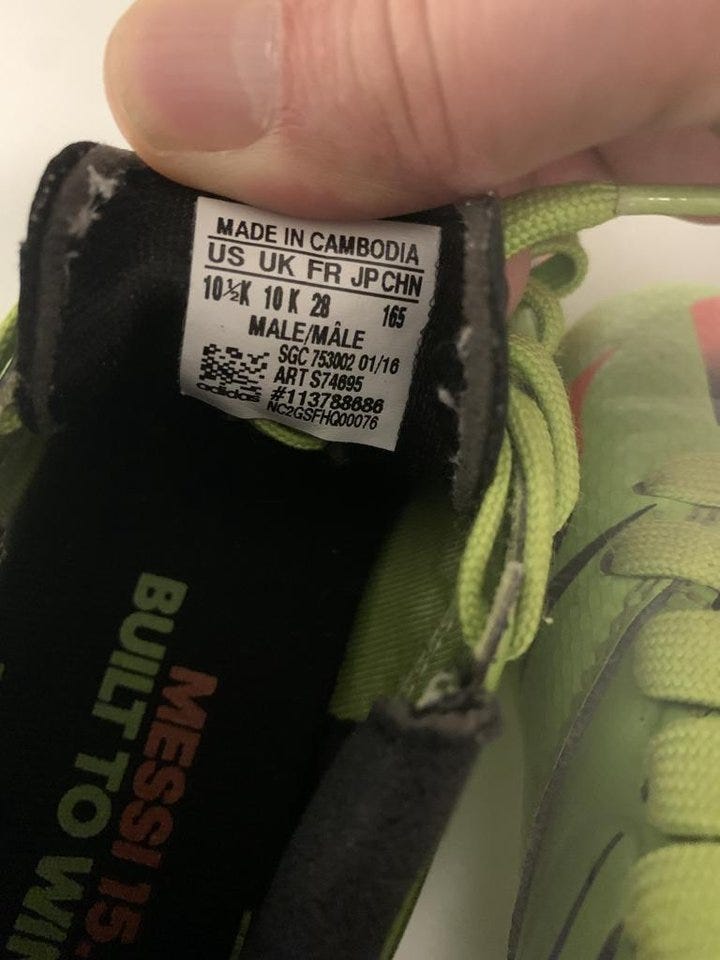 MADE IN CAMBODIA
US UK FR JP CHN
10½K 10 K 28 165
MALE/MÂLE
SGC 753002 01/16
ART S74695
#113788686
adidas
NC2GSFHQ00076
MESSI 15.
BUILT TO WIN